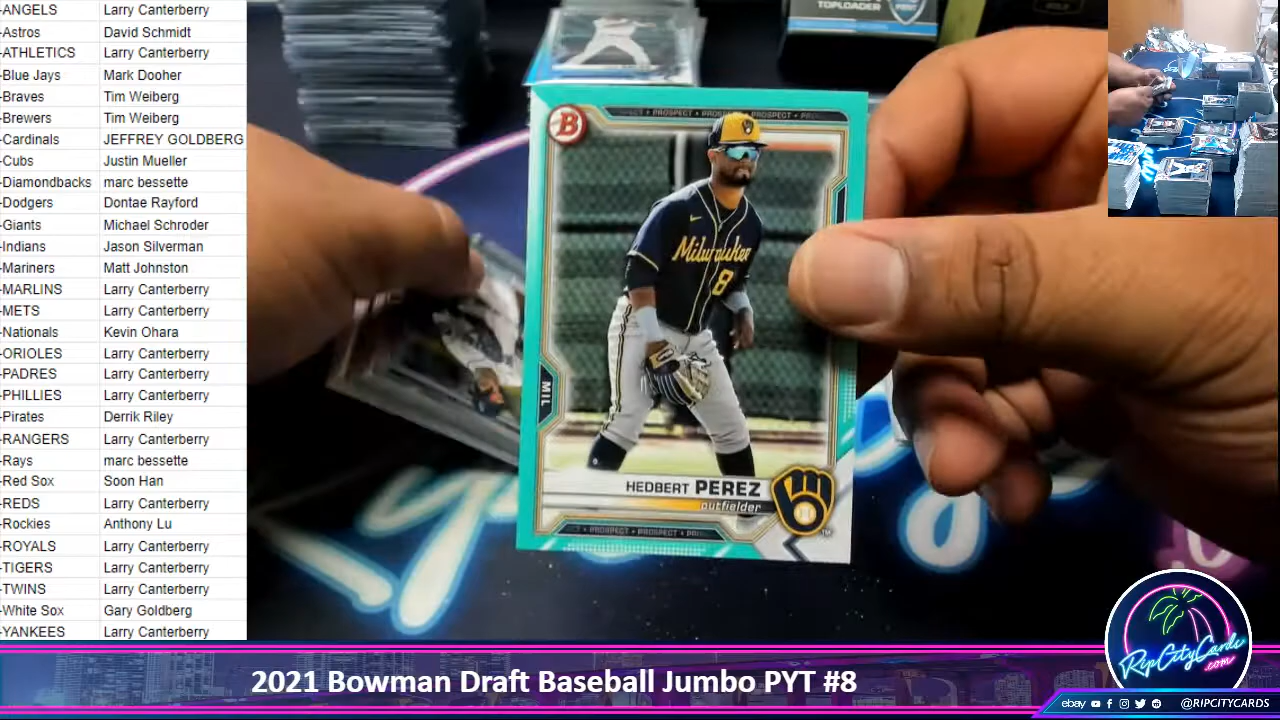 -ANGELS Larry Canterberry
-Astros David Schmidt
-ATHLETICS Larry Canterberry
-Blue Jays Mark Dooher
-Braves Tim Weiberg
-Brewers Tim Weiberg
-Cardinals JEFFREY GOLDBERG
-Cubs Justin Mueller
-Diamondbacks marc bessette
-Dodgers Dontae Rayford
-Giants Michael Schroder
-Indians Jason Silverman
-Mariners Matt Johnston
-MARLINS Larry Canterberry
-METS Larry Canterberry
-Nationals Kevin Ohara
-ORIOLES Larry Canterberry
-PADRES Larry Canterberry
-PHILLIES Larry Canterberry
-Pirates Derrik Riley
-RANGERS Larry Canterberry
-Rays marc bessette
-Red Sox Soon Han
-REDS Larry Canterberry
-Rockies Anthony Lu
-ROYALS Larry Canterberry
-TIGERS Larry Canterberry
-TWINS Larry Canterberry
-White Sox Gary Goldberg
-YANKEES Larry Canterberry
TOPLOADER
B
PROSPECT • PROSPECT
Milwaukee
8
MIL
HEDBERT PEREZ
outfielder
PROSPECT • PROSPECT
TM
2021 Bowman Draft Baseball Jumbo PYT #8
RipCityCards
.com
ebay
@RIPCITYCARDS